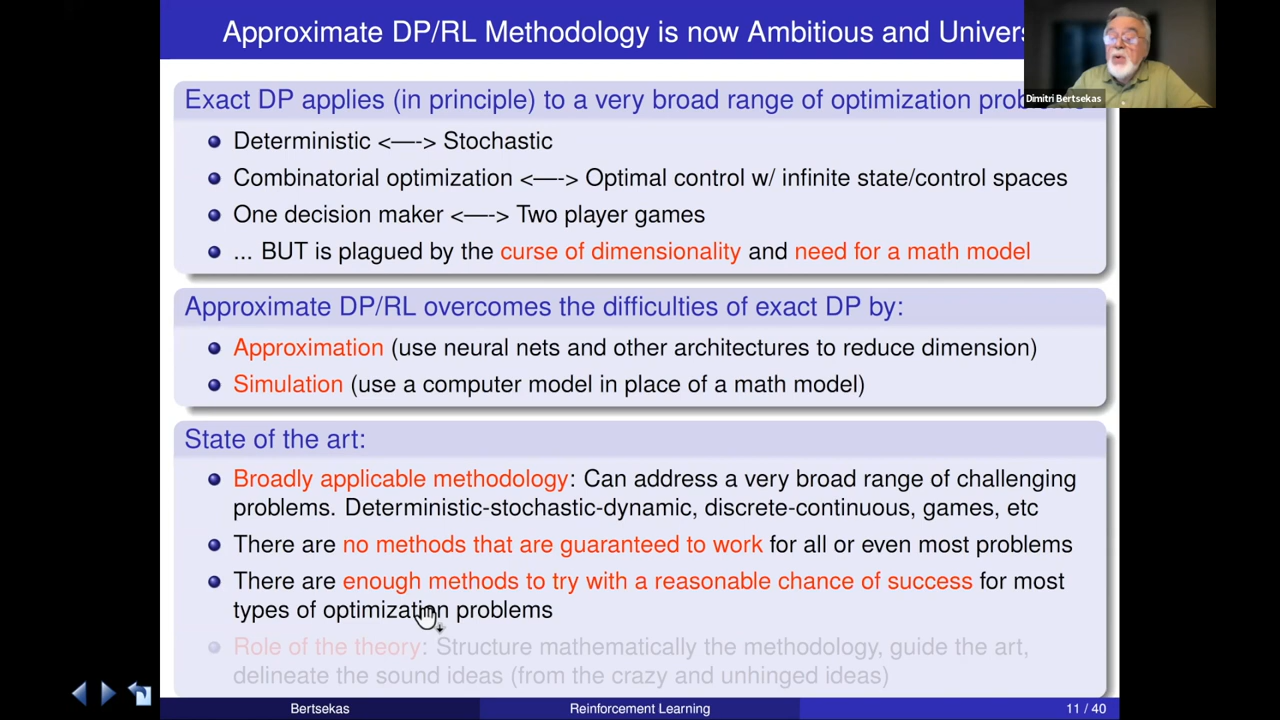 Approximate DP/RL Methodology is now Ambitious and Univers
Dimitri Bertsekas
Exact DP applies (in principle) to a very broad range of optimization prob
Deterministic <—-> Stochastic
Combinatorial optimization <—-> Optimal control w/ infinite state/control spaces
One decision maker <—-> Two player games
... BUT is plagued by the curse of dimensionality and need for a math model
Approximate DP/RL overcomes the difficulties of exact DP by:
Approximation (use neural nets and other architectures to reduce dimension)
Simulation (use a computer model in place of a math model)
State of the art:
Broadly applicable methodology: Can address a very broad range of challenging
problems. Deterministic-stochastic-dynamic, discrete-continuous, games, etc
There are no methods that are guaranteed to work for all or even most problems
There are enough methods to try with a reasonable chance of success for most
types of optimization problems
Role of the theory: Structure mathematically the methodology, guide the art,
delineate the sound ideas (from the crazy and unhinged ideas)
Bertsekas
Reinforcement Learning
11 / 40